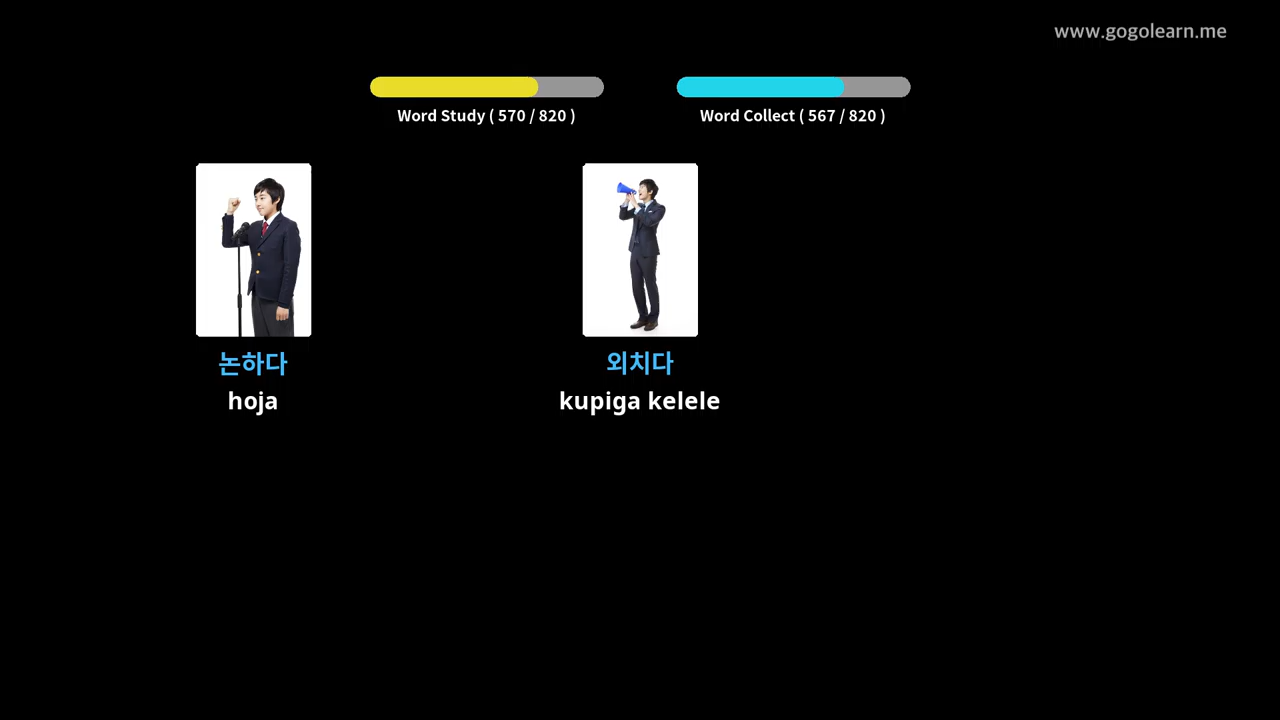 www.gogolearn.me
Word Study ( 570 / 820 )
Word Collect ( 567 / 820 )
논하다
hoja
외치다
kupiga kelele